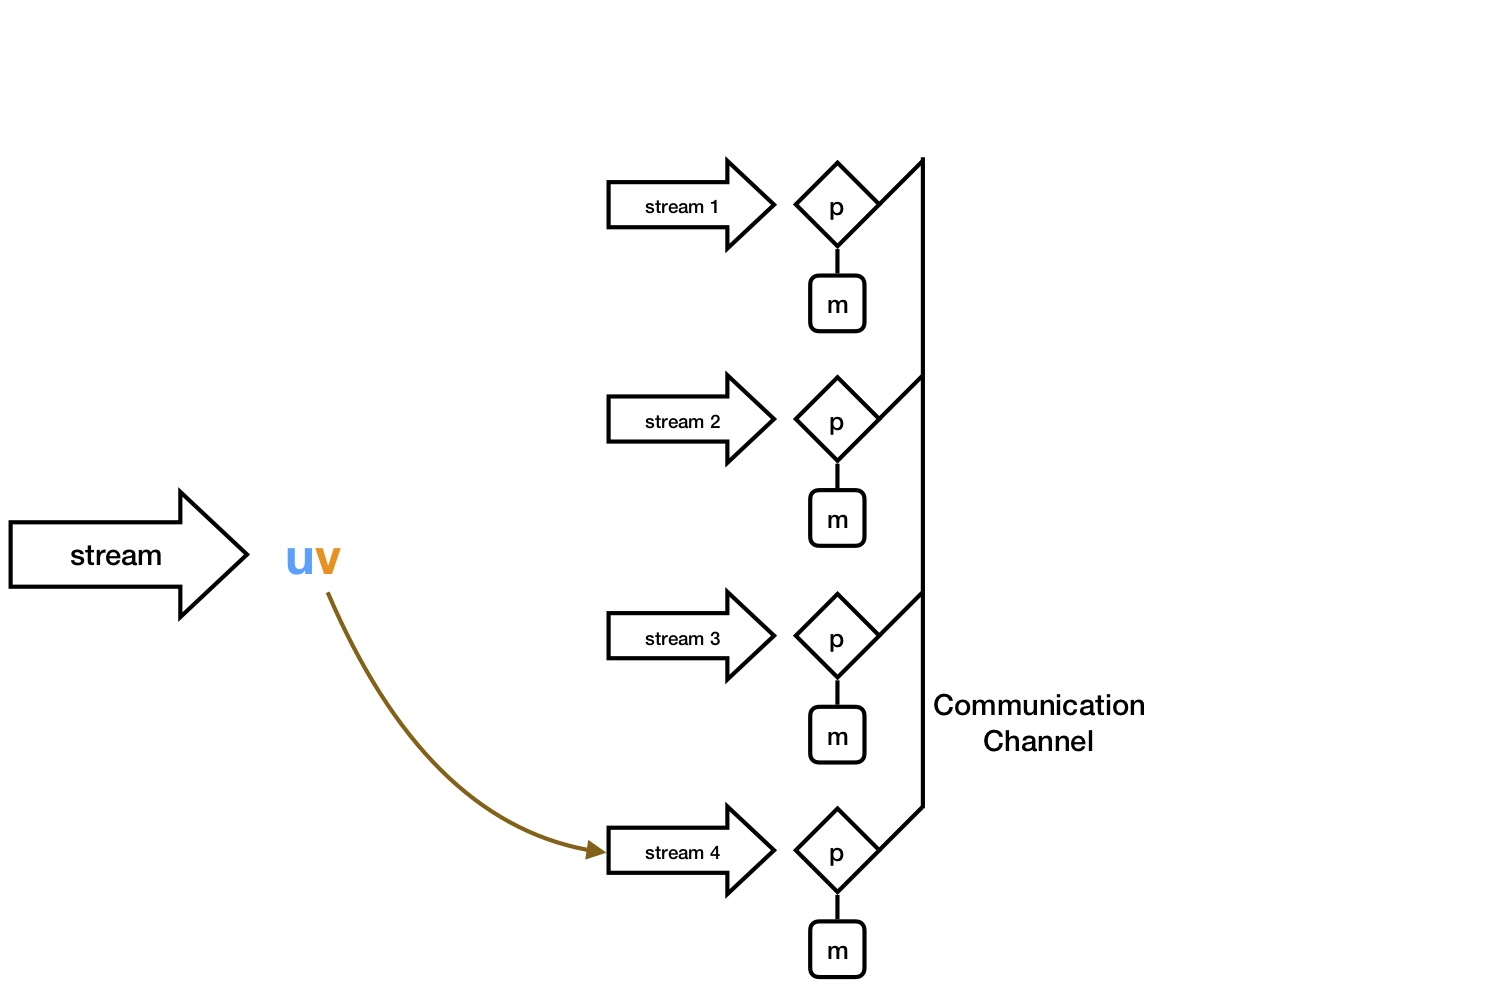 stream 1
p
m
stream 2
p
m
stream
uv
stream 3
p
m
Communication
Channel
stream 4
p
m